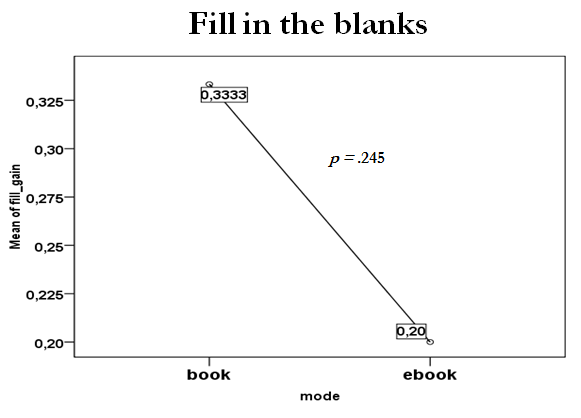 Fill in the blanks
Mean of fill_gain
0,325
0,30
0,275
0,25
0,225
0,20
0,3333
p = .245
0,20
book
ebook
mode